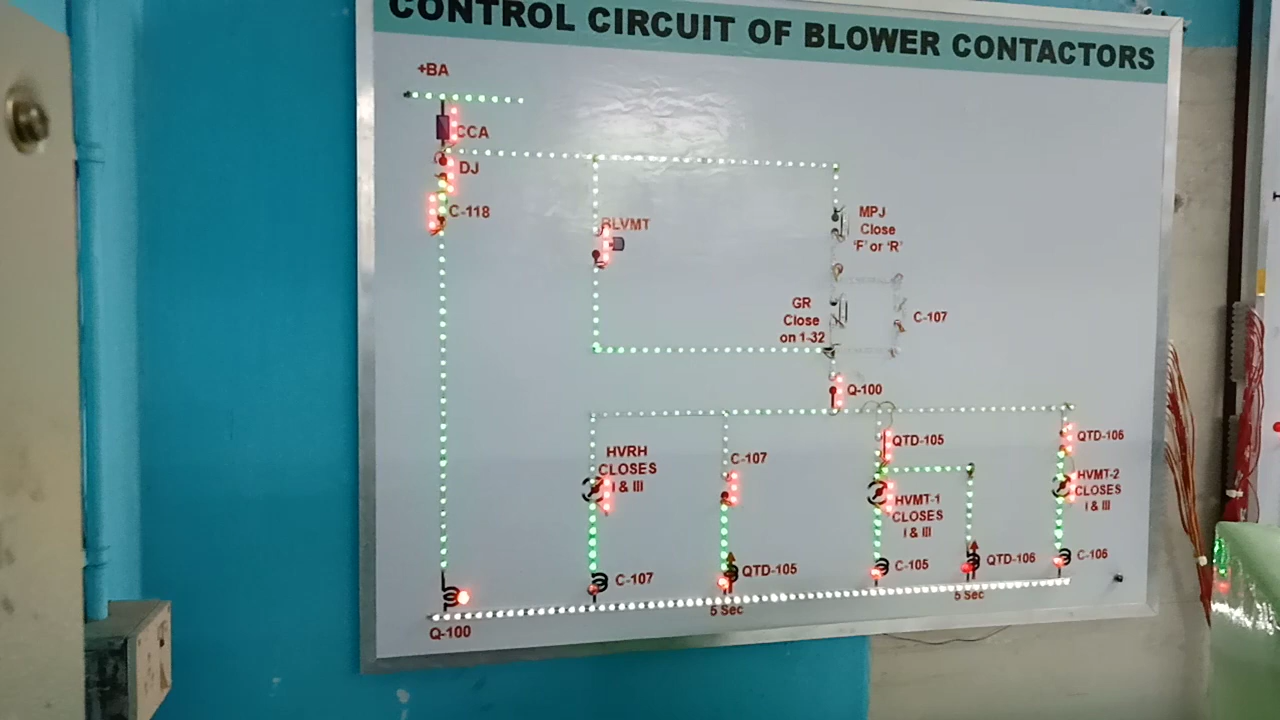 CONTROL CIRCUIT OF BLOWER CONTACTORS
+BA
CCA
DJ
C-118
BLVMT
MPJ
Close
'F' or 'R'
GR
Close
on 1-32
C-107
Q-100
HVRH
CLOSES
I & III
C-107
QTD-105
QTD-106
HVMT-1
CLOSES
I & III
HVMT-2
CLOSES
I & III
C-107
QTD-105
C-105
QTD-106
C-106
5 Sec
5 Sec
Q-100